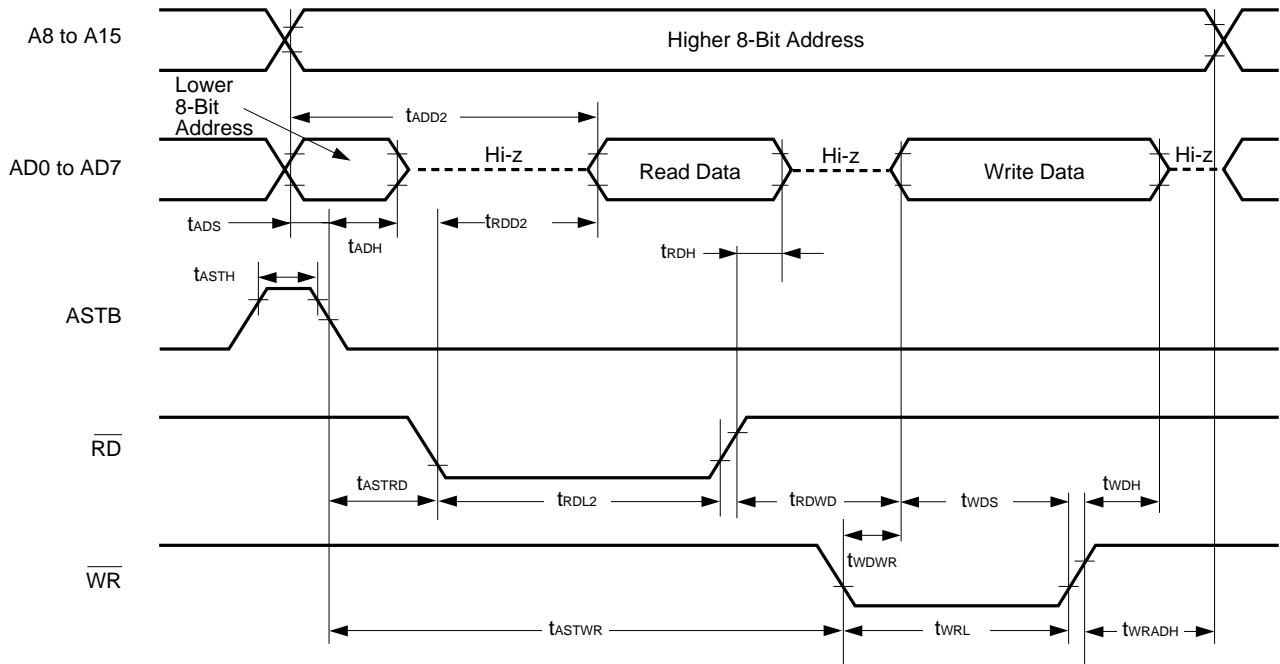 A8 to A15
Higher 8-Bit Address
Lower
8-Bit
Address
tADD2
AD0 to AD7
Hi-z
Read Data
Hi-z
Write Data
Hi-z
tADS
tADH
tRDD2
tRDH
tASTH
ASTB
RD
tASTRD
tRDL2
tRDWD
tWDS
tWDH
tWDWR
WR
tASTWR
tWRL
tWRADH